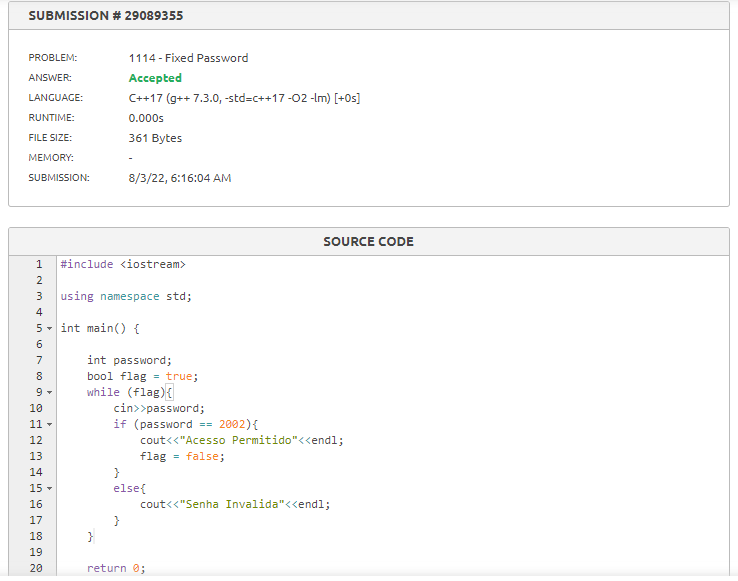 SUBMISSION # 29089355
PROBLEM: 1114 - Fixed Password
ANSWER: Accepted
LANGUAGE: C++17 (g++ 7.3.0, -std=c++17 -O2 -lm) [+0s]
RUNTIME: 0.000s
FILE SIZE: 361 Bytes
MEMORY: -
SUBMISSION: 8/3/22, 6:16:04 AM
SOURCE CODE
1 #include <iostream>
2
3 using namespace std;
4
5 int main() {
6
7 int password;
8 bool flag = true;
9 while (flag){
10 cin>>password;
11 if (password == 2002){
12 cout<<"Acesso Permitido"<<endl;
13 flag = false;
14 }
15 else{
16 cout<<"Senha Invalida"<<endl;
17 }
18 }
19
20 return 0;